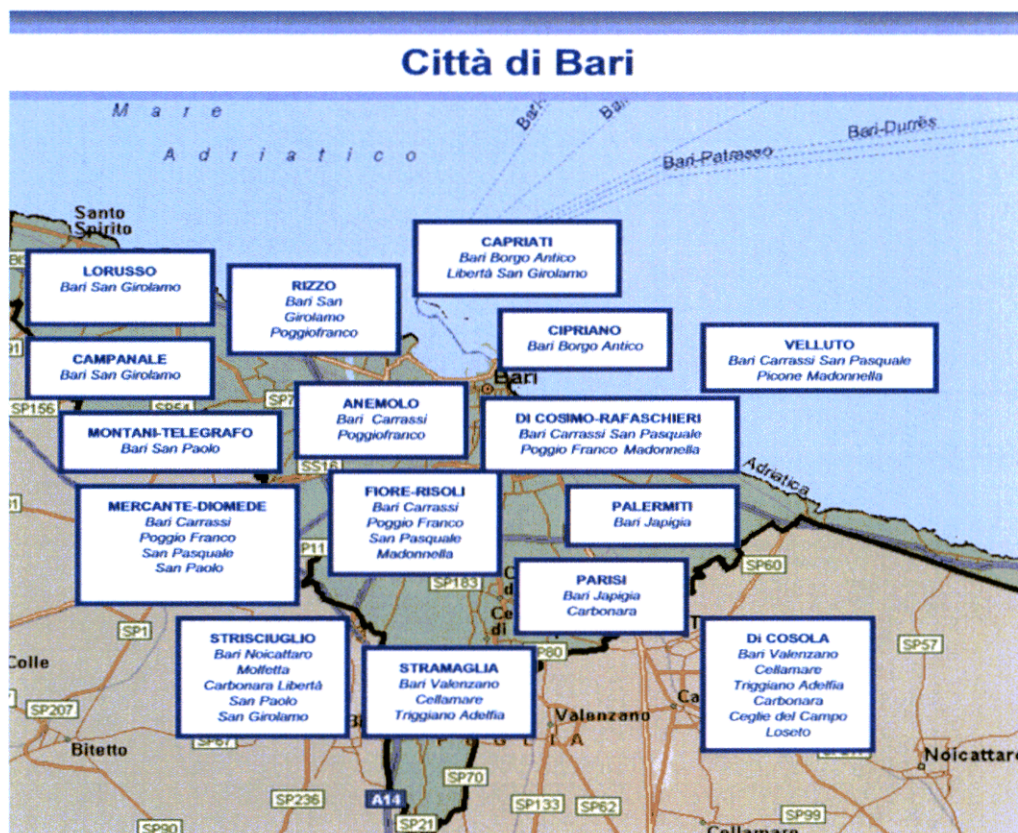 Città di Bari
Mare
Adriatico
Bari-Durrës
Bari-Patrasso
Santo
Spirito
CAPRIATI
Bari Borgo Antico
Libertà San Girolamo
LORUSSO
Bari San Girolamo
RIZZO
Bari San
Girolamo
Poggiofranco
CIPRIANO
Bari Borgo Antico
VELLUTO
Bari Carrassi San Pasquale
Picone Madonnella
CAMPANALE
Bari San Girolamo
Bari
SP156
SP54
ANEMOLO
Bari Carrassi
Poggiofranco
DI COSIMO-RAFASCHIERI
Bari Carrassi San Pasquale
Poggio Franco Madonnella
MONTANI-TELEGRAFO
Bari San Paolo
SS16
Adriatica
MERCANTE-DIOMEDE
Bari Carrassi
Poggio Franco
San Pasquale
San Paolo
FIORE-RISOLI
Bari Carrassi
Poggio Franco
San Pasquale
Madonnella
PALERMITI
Bari Japigia
SP60
SP183
PARISI
Bari Japigia
Carbonara
SP1
SP57
STRISCIUGLIO
Bari Noicattaro
Molfetta
Carbonara Libertà
San Paolo
San Girolamo
STRAMAGLIA
Bari Valenzano
Cellamare
Triggiano Adelfia
Di COSOLA
Bari Valenzano
Cellamare
Triggiano Adelfia
Carbonara
Ceglie del Campo
Loseto
Colle
SP207
Bitetto
Valenzano
Noicattaro
SP70
SP236
A14
SP133
SP62
SP99
SP90
SP21
Cellamare